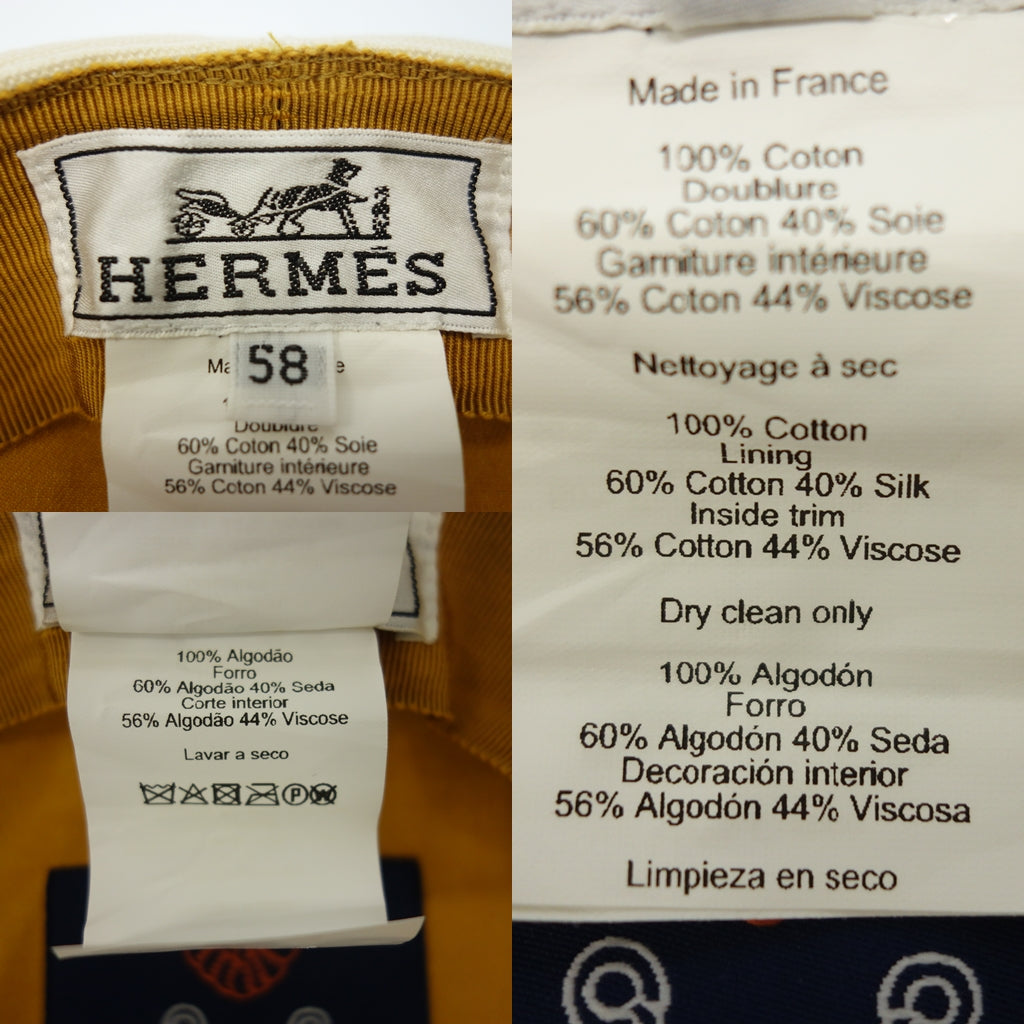 HERMÈS
58
Ma e
Doublure
60% Coton 40% Soie
Garniture intérieure
56% Coton 44% Viscose
100% Algodão
Forro
60% Algodão 40% Seda
Corte interior
56% Algodão 44% Viscose
Lavar a seco
P
W
Made in France
100% Coton
Doublure
60% Coton 40% Soie
Garniture intérieure
56% Coton 44% Viscose
Nettoyage à sec
100% Cotton
Lining
60% Cotton 40% Silk
Inside trim
56% Cotton 44% Viscose
Dry clean only
100% Algodón
Forro
60% Algodón 40% Seda
Decoración interior
56% Algodón 44% Viscosa
Limpieza en seco